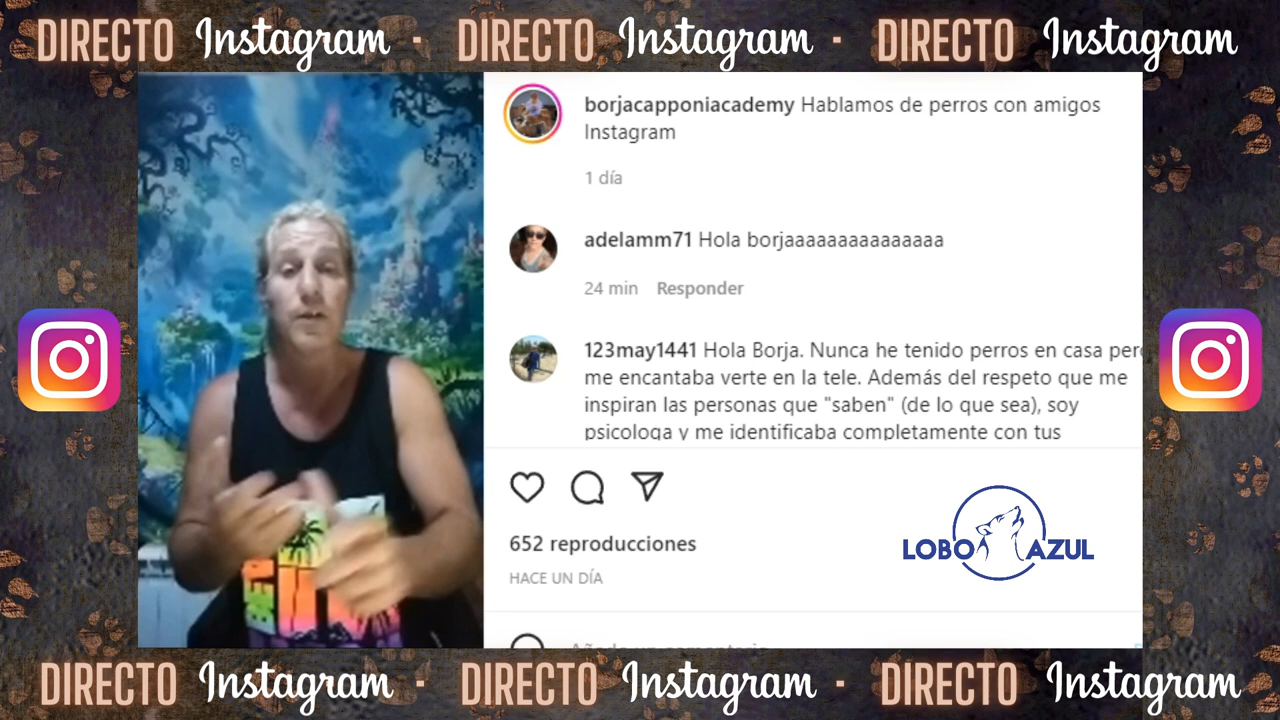 DIRECTO Instagram · DIRECTO Instagram · DIRECTO Instagram
borjacapponiacademy Hablamos de perros con amigos
Instagram
1 día
adelamm71 Hola borjaaaaaaaaaaaaaaa
24 min Responder
123may1441 Hola Borja. Nunca he tenido perros en casa pero
me encantaba verte en la tele. Además del respeto que me
inspiran las personas que "saben" (de lo que sea), soy
psicologa y me identificaba completamente con tus
652 reproducciones
HACE UN DÍA
LOBO AZUL
DIRECTO Instagram · DIRECTO Instagram · DIRECTO Instagram